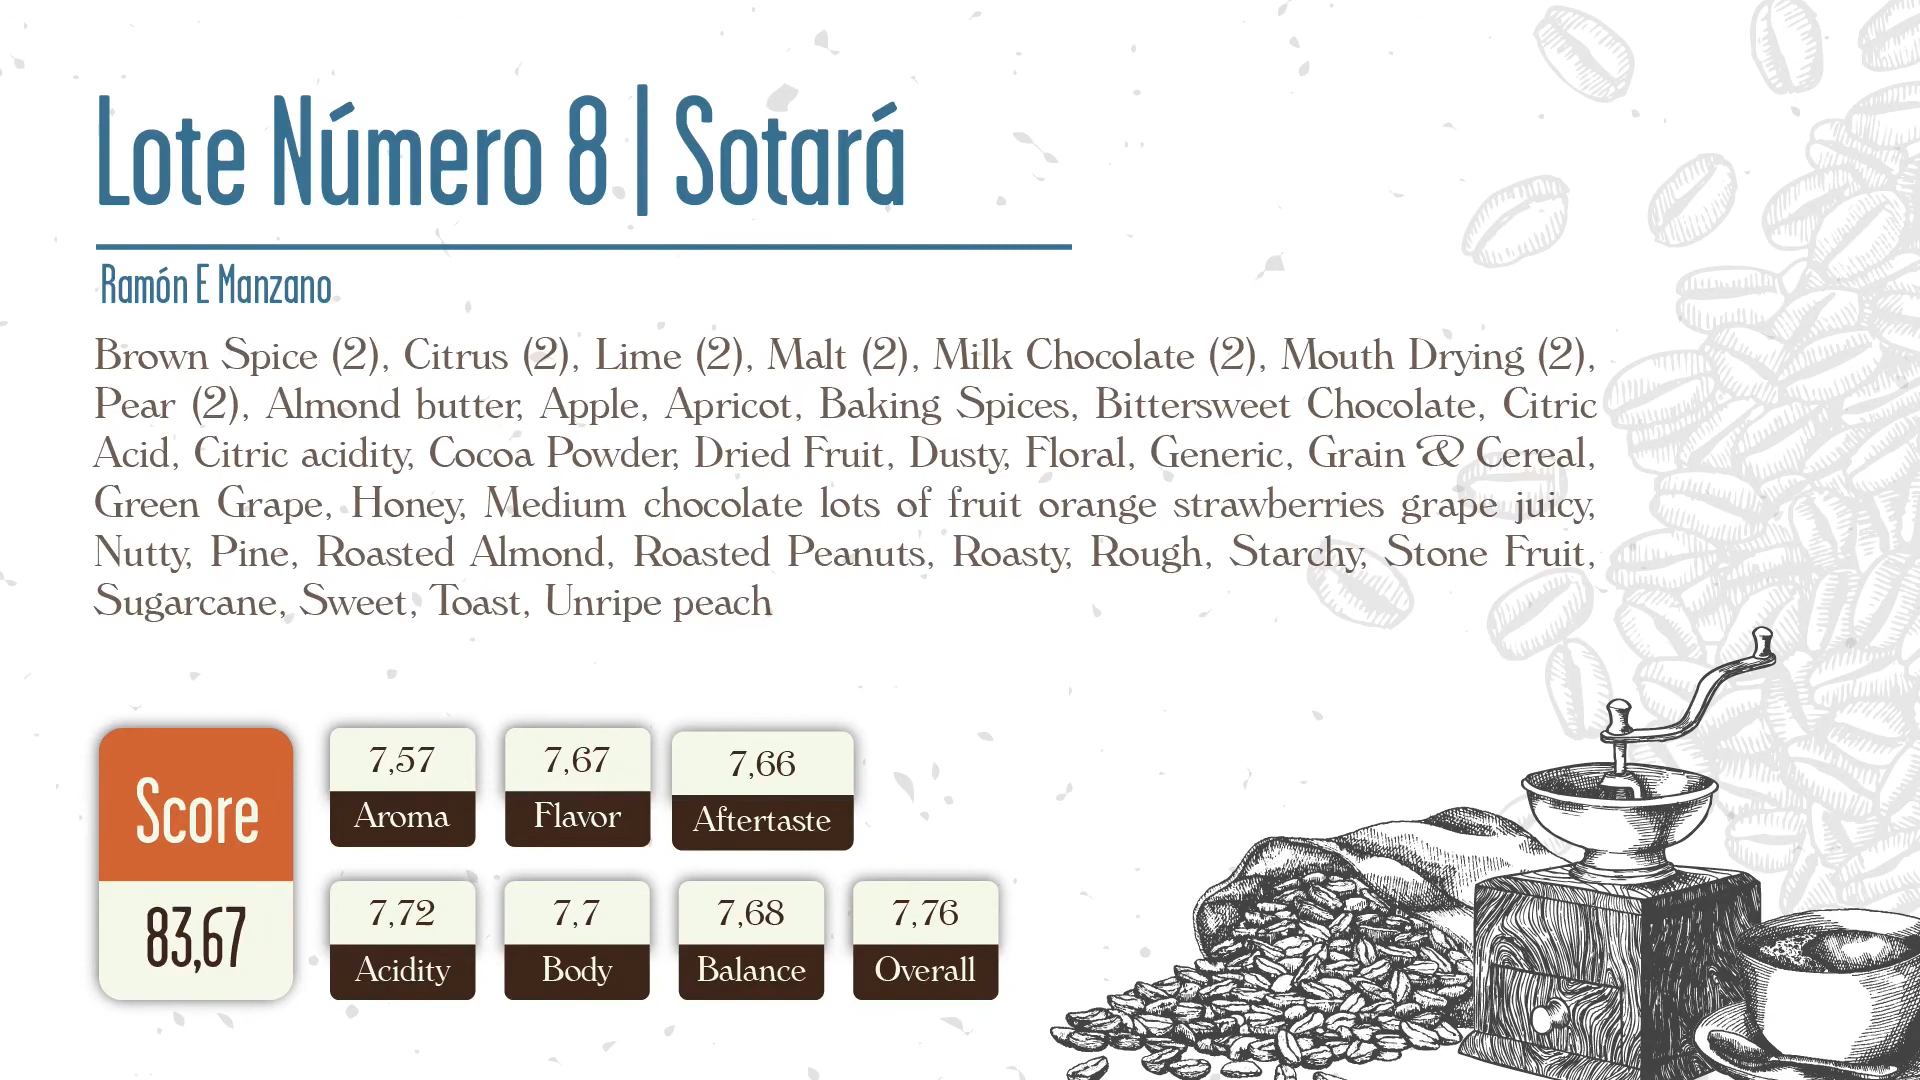 Lote Número 8 | Sotará
Ramón E Manzano
Brown Spice (2), Citrus (2), Lime (2), Malt (2), Milk Chocolate (2), Mouth Drying (2),
Pear (2), Almond butter, Apple, Apricot, Baking Spices, Bittersweet Chocolate, Citric
Acid, Citric acidity, Cocoa Powder, Dried Fruit, Dusty, Floral, Generic, Grain & Cereal,
Green Grape, Honey, Medium chocolate lots of fruit orange strawberries grape juicy,
Nutty, Pine, Roasted Almond, Roasted Peanuts, Roasty, Rough, Starchy, Stone Fruit,
Sugarcane, Sweet, Toast, Unripe peach
Score
83,67
7,57
Aroma
7,67
Flavor
7,66
Aftertaste
7,72
Acidity
7,7
Body
7,68
Balance
7,76
Overall